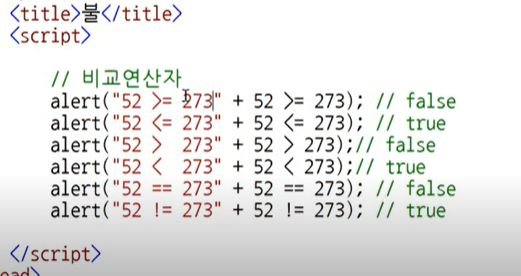 <title>불</title>
<script>
// 비교연산자
alert("52 >= 273" + 52 >= 273); // false
alert("52 <= 273" + 52 <= 273); // true
alert("52 >  273" + 52 > 273);// false
alert("52 <  273" + 52 < 273);// true
alert("52 == 273" + 52 == 273); // false
alert("52 != 273" + 52 != 273); // true
</script>
ead>